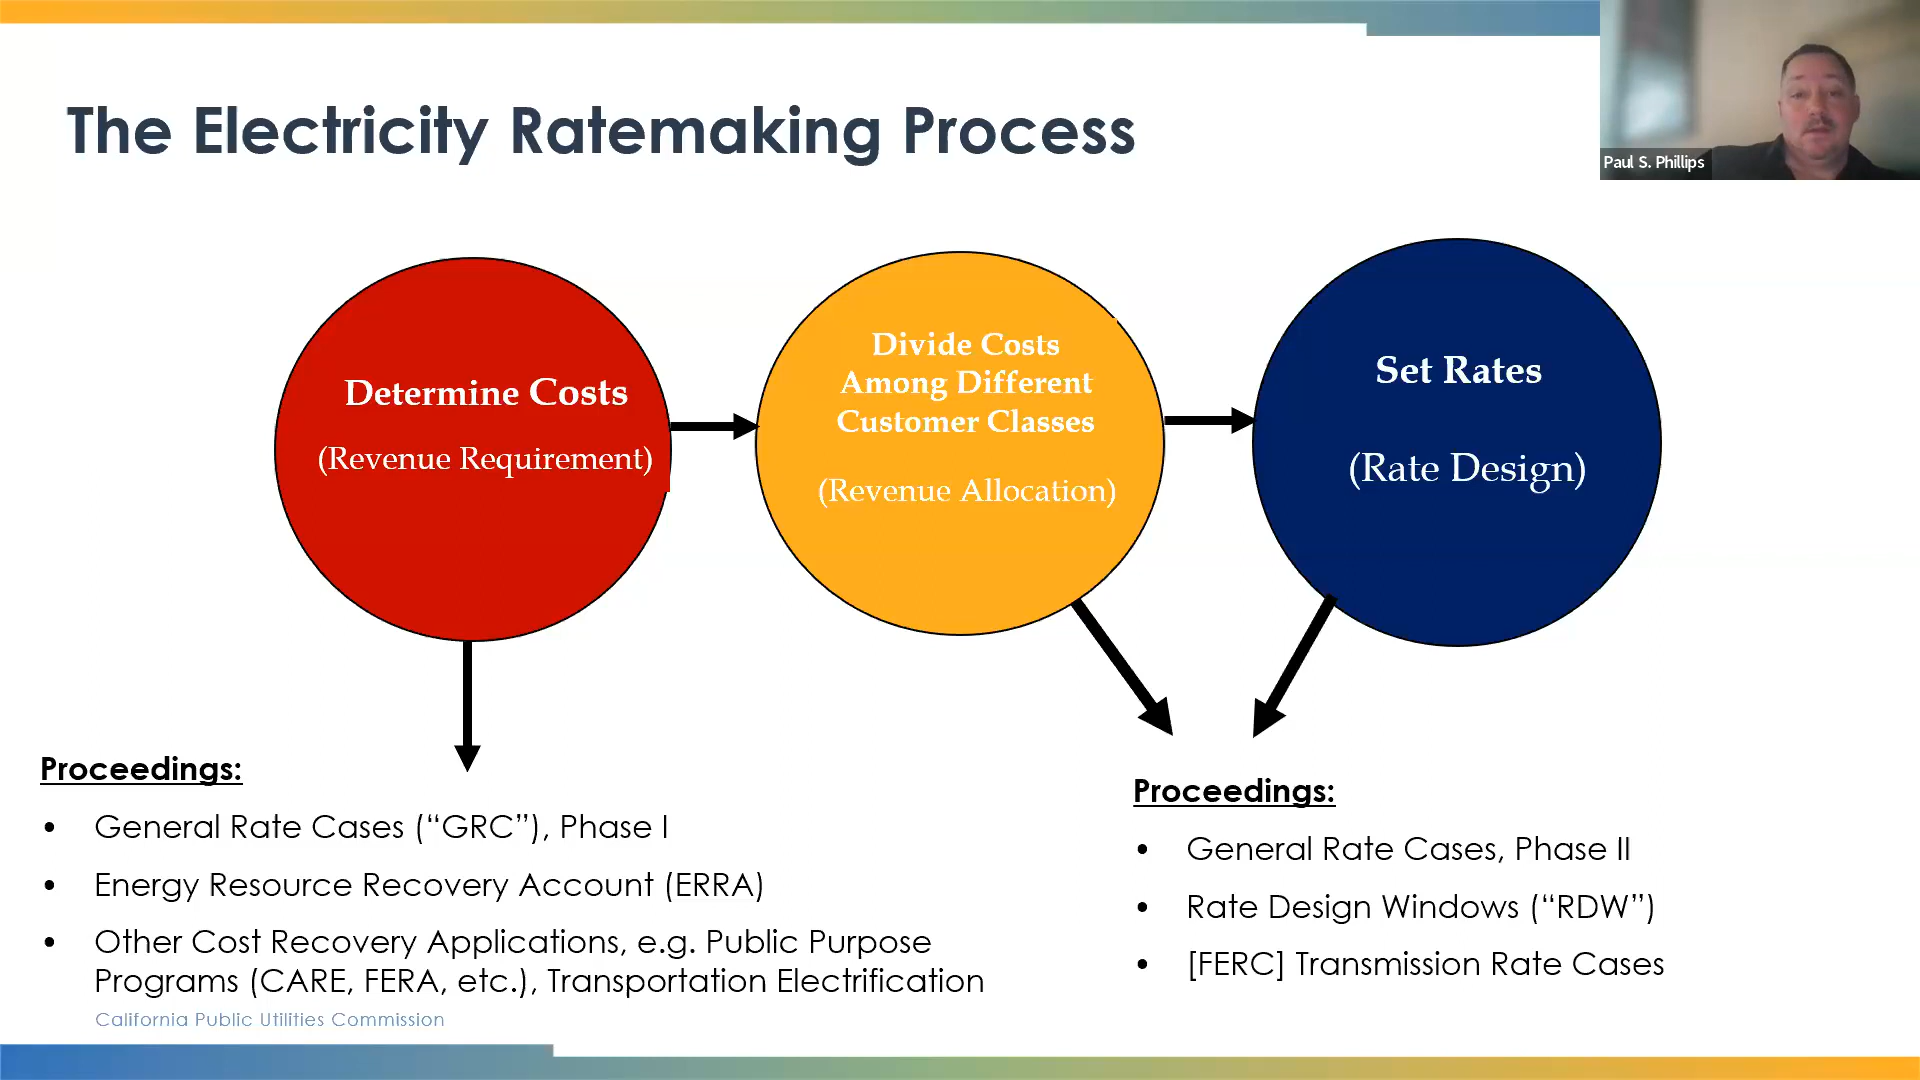 The Electricity Ratemaking Process
Paul S. Phillips
Determine Costs
(Revenue Requirement)
Divide Costs
Among Different
Customer Classes
(Revenue Allocation)
Set Rates
(Rate Design)
Proceedings:
• General Rate Cases (“GRC”), Phase I
• Energy Resource Recovery Account (ERRA)
• Other Cost Recovery Applications, e.g. Public Purpose
Programs (CARE, FERA, etc.), Transportation Electrification
Proceedings:
• General Rate Cases, Phase II
• Rate Design Windows (“RDW”)
• [FERC] Transmission Rate Cases
California Public Utilities Commission